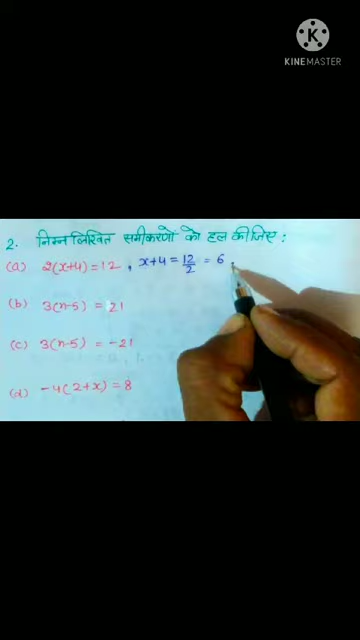 K
KINEMASTER
2. निम्नलिखित समीकरणों को हल कीजिए :
(a) 2(x+4) = 12 , x+4 = 12/2 = 6
(b) 3(n-5) = 21
(c) 3(n-5) = -21
(d) -4(2+x) = 8